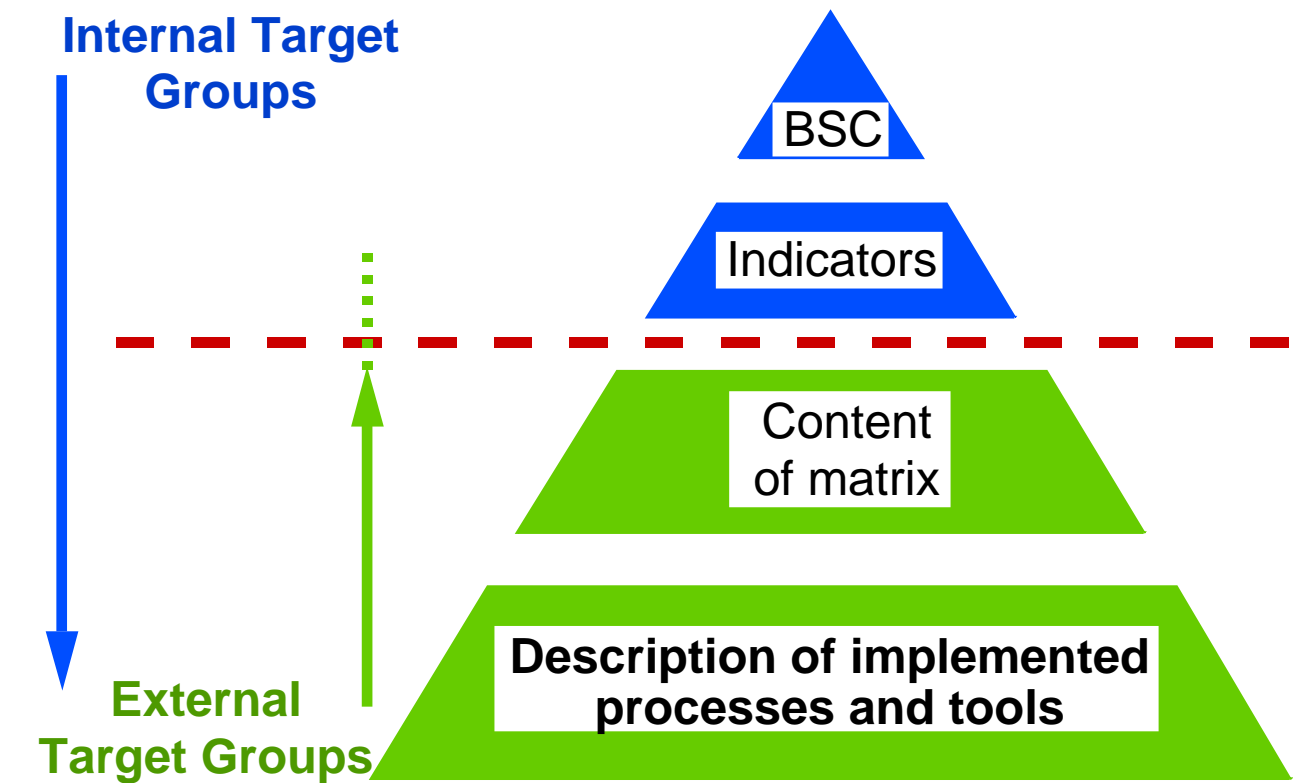 Internal Target
Groups
BSC
Indicators
Content
of matrix
Description of implemented
processes and tools
External
Target Groups